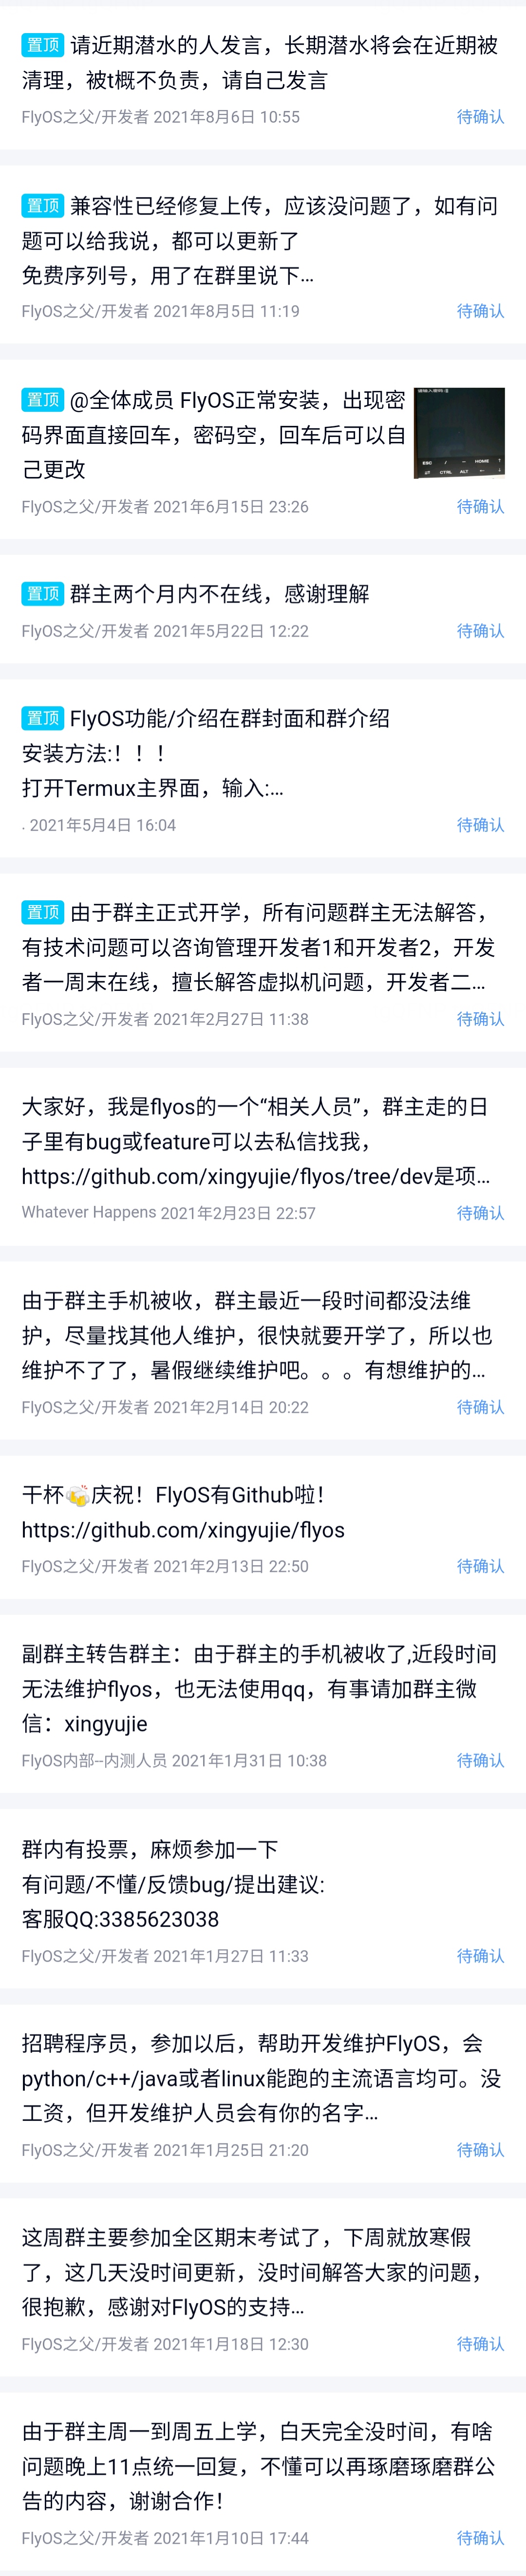 置顶 请近期潜水的人发言，长期潜水将会在近期被
清理，被t概不负责，请自己发言
FlyOS之父/开发者 2021年8月6日 10:55 待确认
置顶 兼容性已经修复上传，应该没问题了，如有问
题可以给我说，都可以更新了
免费序列号，用了在群里说下...
FlyOS之父/开发者 2021年8月5日 11:19 待确认
置顶 @全体成员 FlyOS正常安装，出现密
码界面直接回车，密码空，回车后可以自
己更改
ESC / — HOME ↑
CTRL ALT ← ↓
FlyOS之父/开发者 2021年6月15日 23:26 待确认
置顶 群主两个月内不在线，感谢理解
FlyOS之父/开发者 2021年5月22日 12:22 待确认
置顶 FlyOS功能/介绍在群封面和群介绍
安装方法:！！！
打开Termux主界面，输入:...
. 2021年5月4日 16:04 待确认
置顶 由于群主正式开学，所有问题群主无法解答，
有技术问题可以咨询管理开发者1和开发者2，开发
者一周末在线，擅长解答虚拟机问题，开发者二...
FlyOS之父/开发者 2021年2月27日 11:38 待确认
大家好，我是flyos的一个“相关人员”，群主走的日
子里有bug或feature可以去私信找我，
https://github.com/xingyujie/flyos/tree/dev是项...
Whatever Happens 2021年2月23日 22:57 待确认
由于群主手机被收，群主最近一段时间都没法维
护，尽量找其他人维护，很快就要开学了，所以也
维护不了了，暑假继续维护吧。。。有想维护的...
FlyOS之父/开发者 2021年2月14日 20:22 待确认
干杯🍻庆祝！FlyOS有Github啦！
https://github.com/xingyujie/flyos
FlyOS之父/开发者 2021年2月13日 22:50 待确认
副群主转告群主：由于群主的手机被收了,近段时间
无法维护flyos，也无法使用qq，有事请加群主微
信：xingyujie
FlyOS内部--内测人员 2021年1月31日 10:38 待确认
群内有投票，麻烦参加一下
有问题/不懂/反馈bug/提出建议:
客服QQ:3385623038
FlyOS之父/开发者 2021年1月27日 11:33 待确认
招聘程序员，参加以后，帮助开发维护FlyOS，会
python/c++/java或者linux能跑的主流语言均可。没
工资，但开发维护人员会有你的名字...
FlyOS之父/开发者 2021年1月25日 21:20 待确认
这周群主要参加全区期末考试了，下周就放寒假
了，这几天没时间更新，没时间解答大家的问题，
很抱歉，感谢对FlyOS的支持...
FlyOS之父/开发者 2021年1月18日 12:30 待确认
由于群主周一到周五上学，白天完全没时间，有啥
问题晚上11点统一回复，不懂可以再琢磨琢磨群公
告的内容，谢谢合作！
FlyOS之父/开发者 2021年1月10日 17:44 待确认